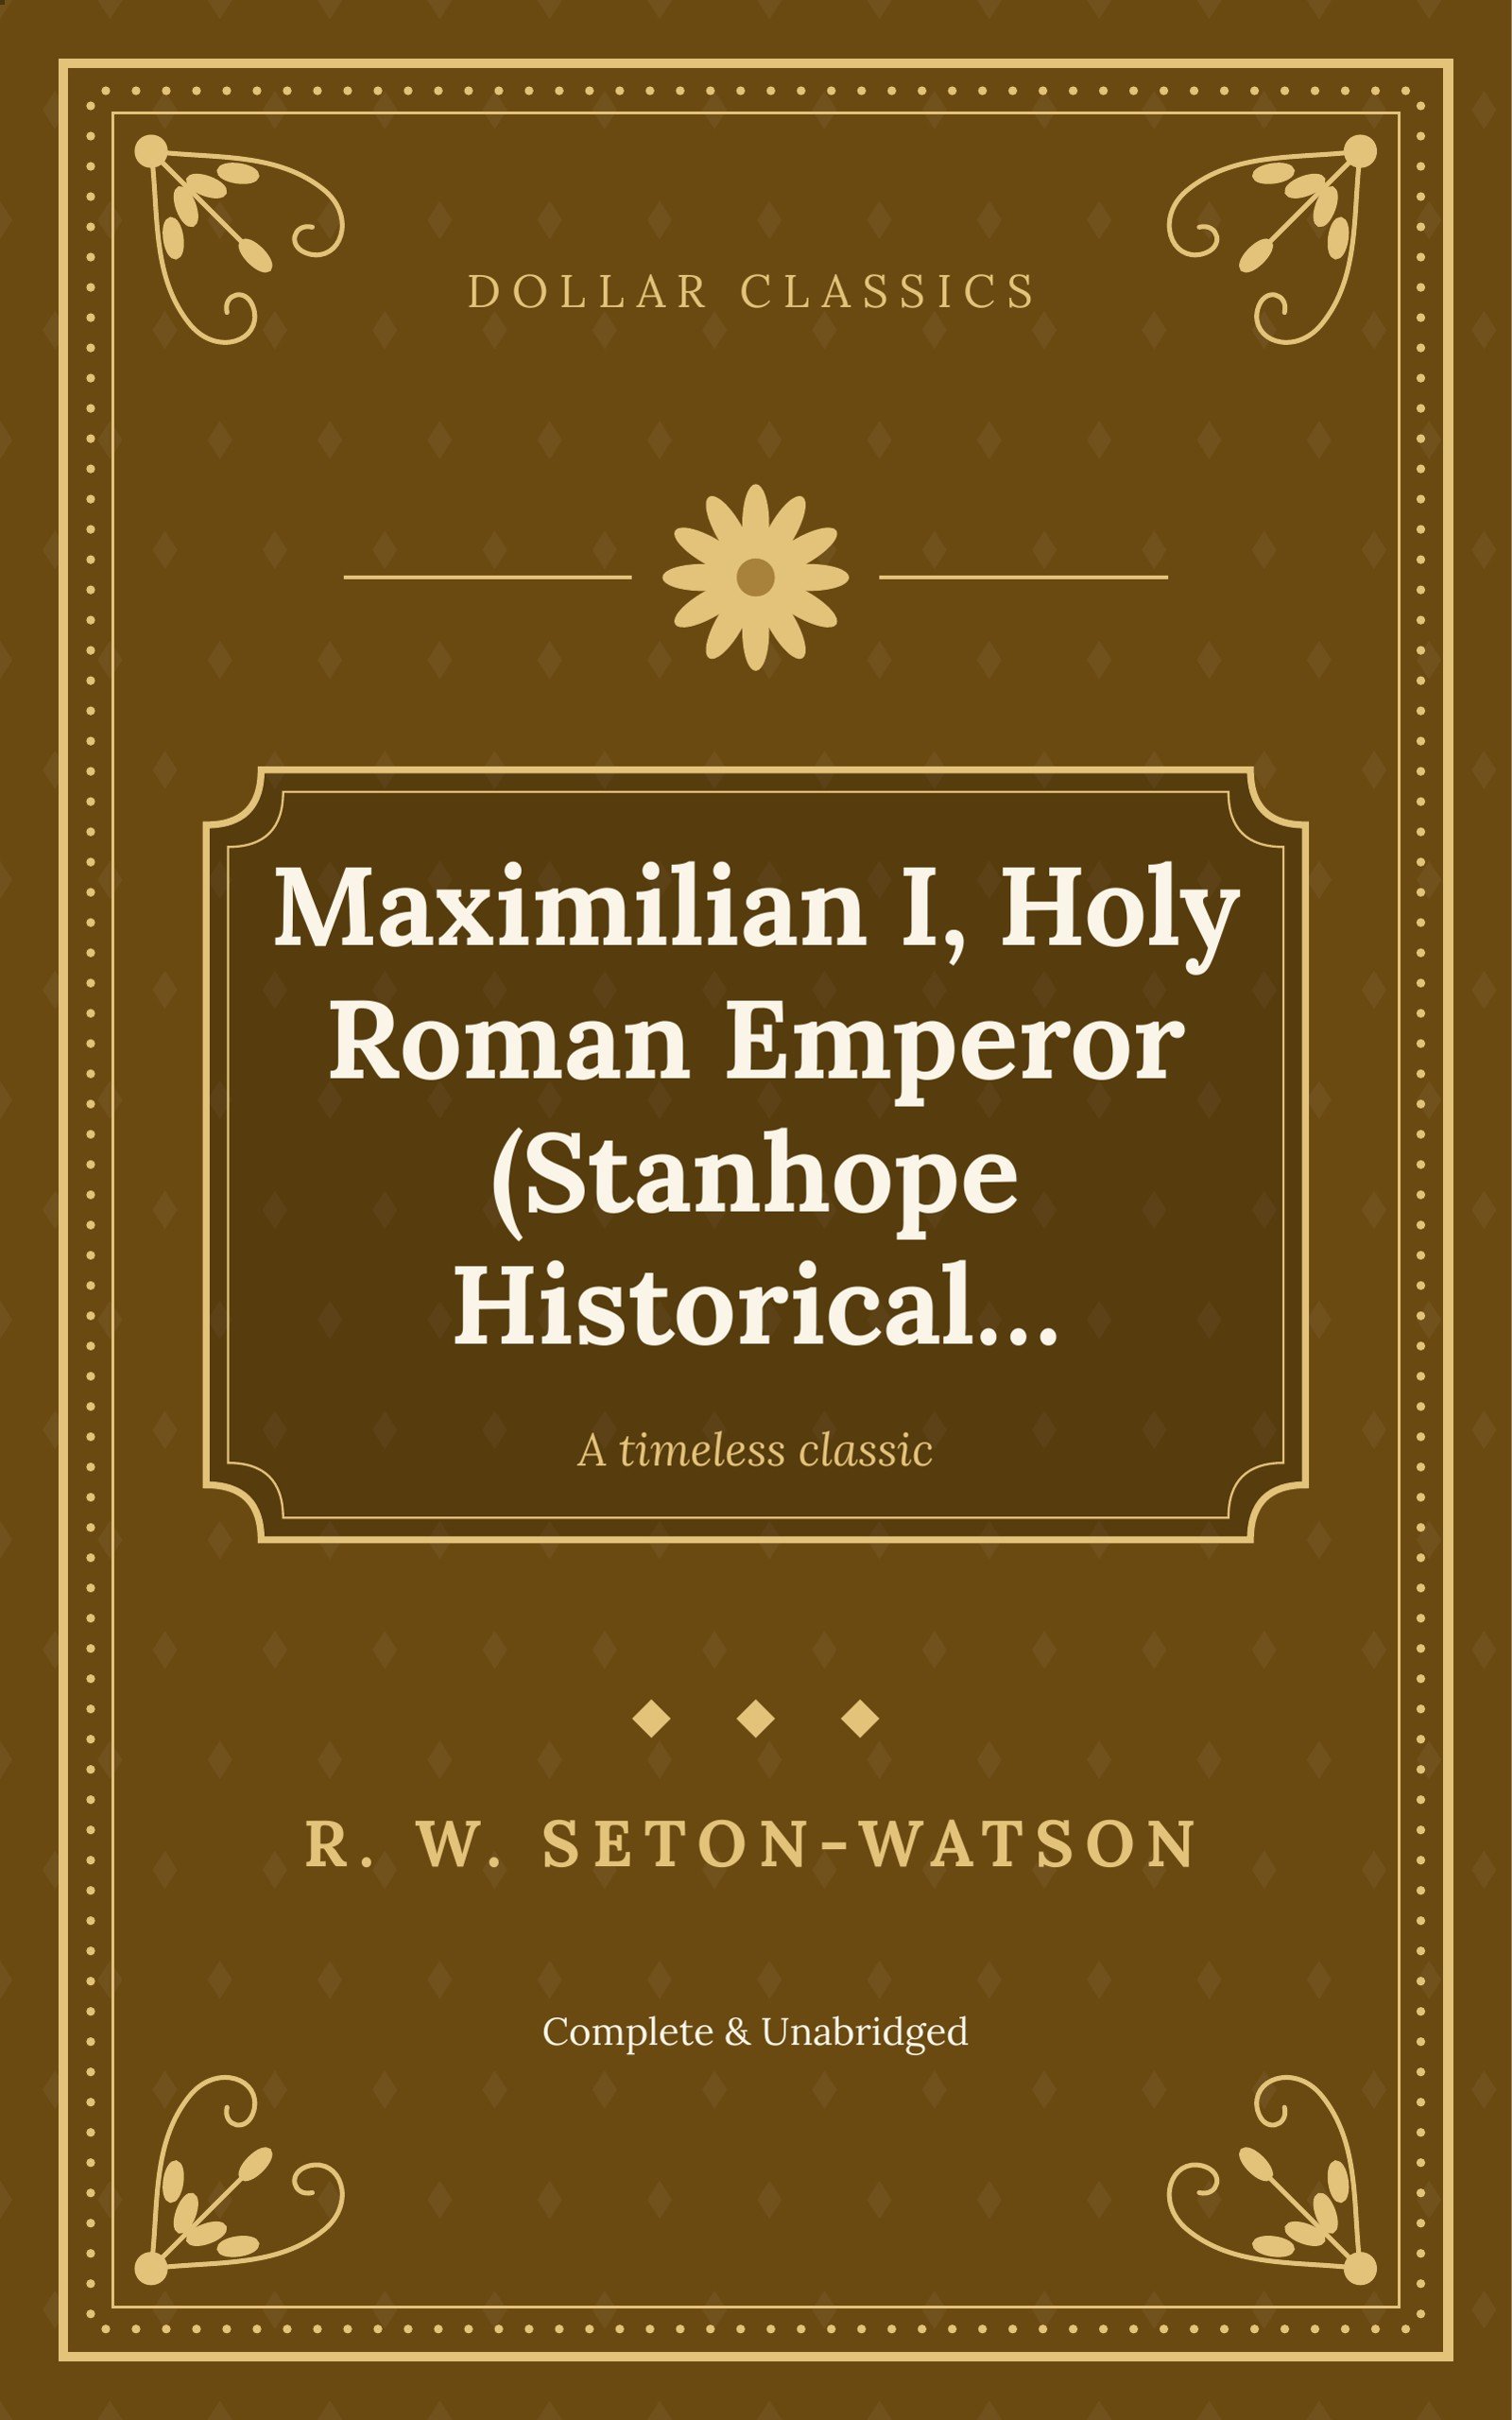 DOLLAR CLASSICS
Maximilian I, Holy
Roman Emperor
(Stanhope
Historical...
A timeless classic
R. W. SETON-WATSON
Complete & Unabridged